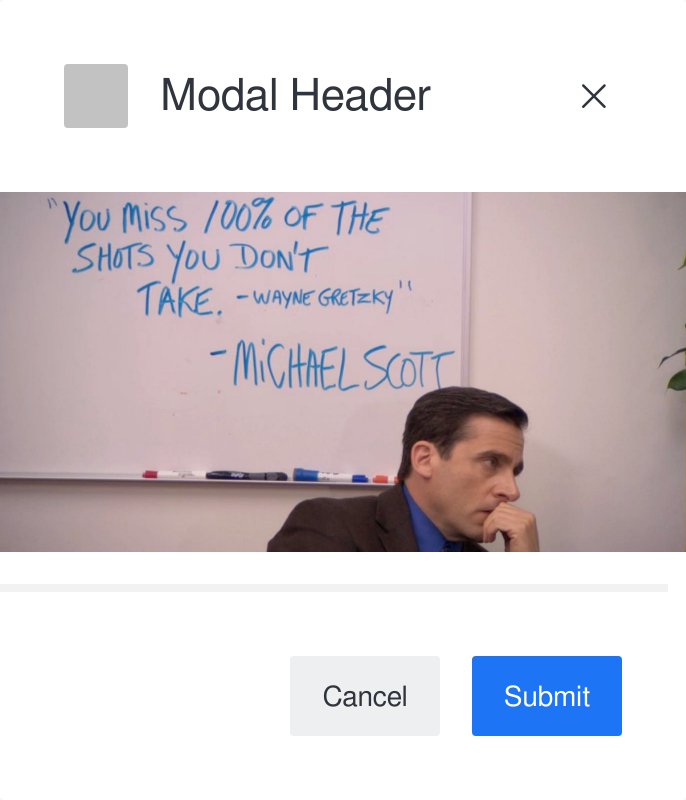 Modal Header
"YOU MISS 100% OF THE
SHOTS YOU DON'T
TAKE. - WAYNE GRETZKY"
- MICHAEL SCOTT
Cancel
Submit